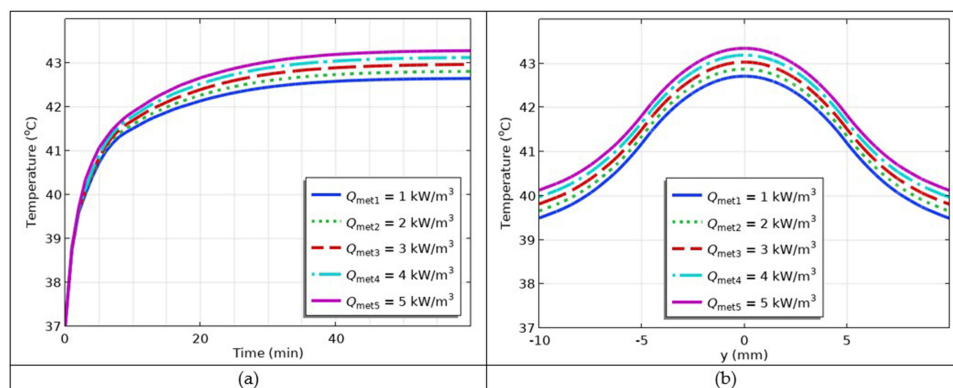 43
42
41
40
39
38
37
Temperature (°C)
Qmet1 = 1 kW/m³
Qmet2 = 2 kW/m³
Qmet3 = 3 kW/m³
Qmet4 = 4 kW/m³
Qmet5 = 5 kW/m³
0 20 40
Time (min)
(a)
43
42
41
40
39
38
37
Temperature (°C)
Qmet1 = 1 kW/m³
Qmet2 = 2 kW/m³
Qmet3 = 3 kW/m³
Qmet4 = 4 kW/m³
Qmet5 = 5 kW/m³
-10 -5 0 5
y (mm)
(b)